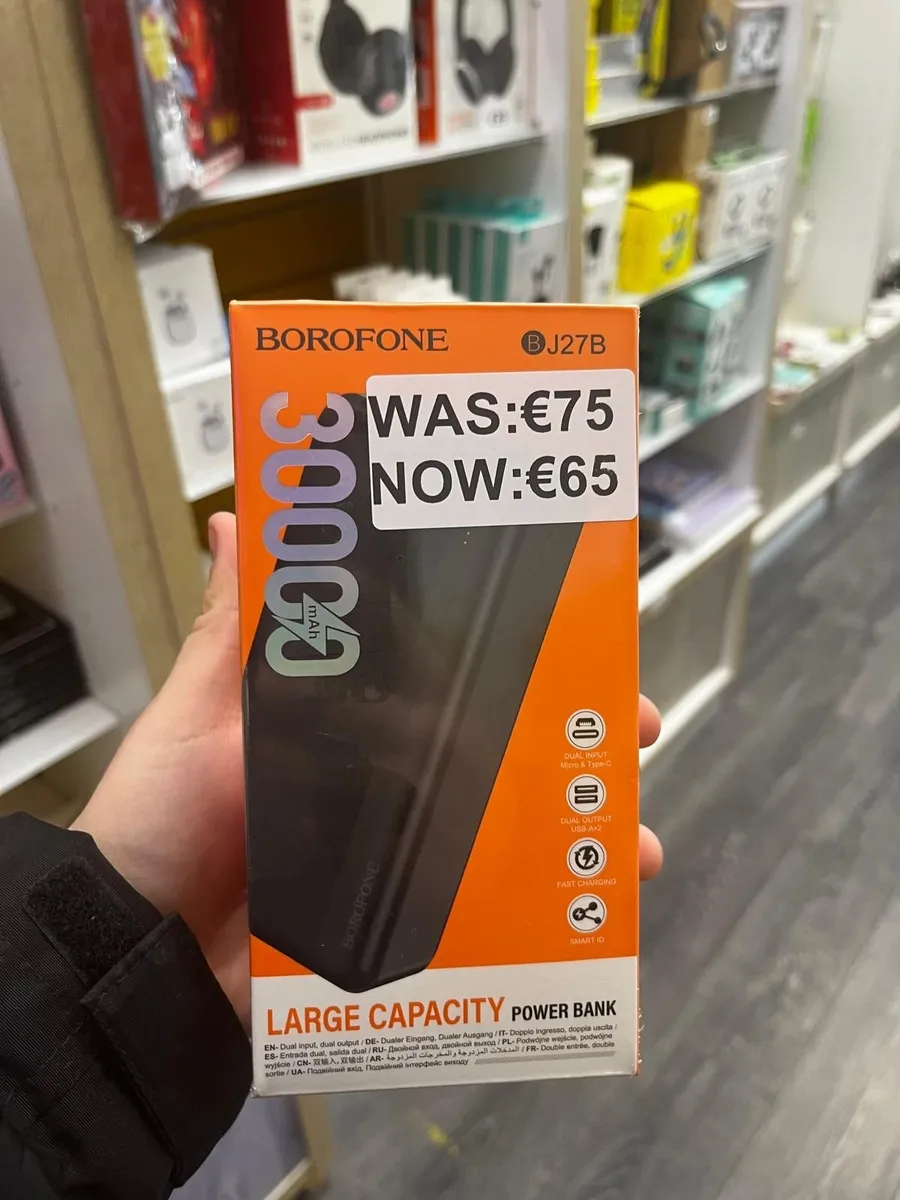 BOROFONE
BJ27B
WAS:€75
NOW:€65
30000
mAh
DUAL INPUT
Micro & Type-C
DUAL OUTPUT
USB-A×2
FAST CHARGING
SMART ID
BOROFONE
LARGE CAPACITY POWER BANK
EN- Dual input, dual output / DE- Dualer Eingang, Dualer Ausgang / IT- Doppio ingresso, doppia uscita /
ES- Entrada dual, salida dual / RU- Двойной вход, двойной выход / PL- Podwójne wejście, podwójne
wyjście / CN- 双输入, 双输出 / AR- المدخلات المزدوجة والمخرجات المزدوجة / FR- Double entrée, double
sortie / UA- Подвійний вхід, Подвійний інтерфейс виходу